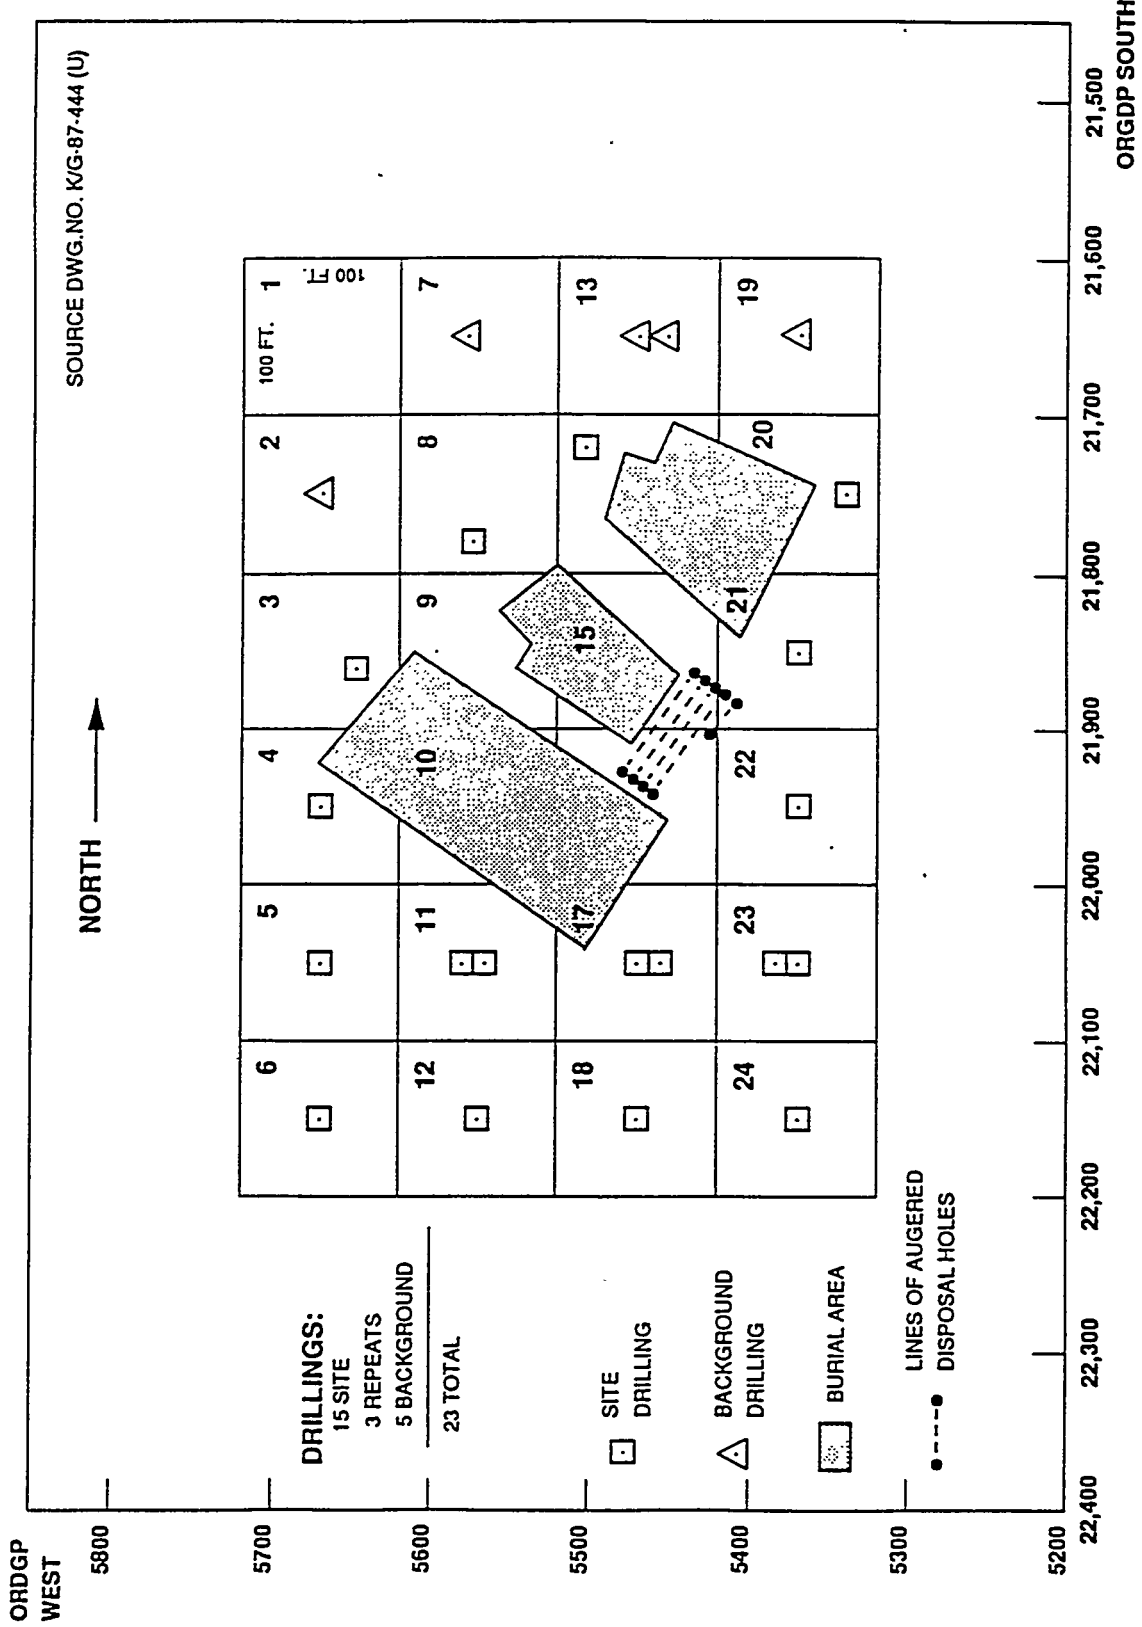 ORDGP
WEST
5800
5700
5600
5500
5400
5300
5200
NORTH
SOURCE DWG.NO. K/G-87-444 (U)
DRILLINGS:
15 SITE
3 REPEATS
5 BACKGROUND
23 TOTAL
SITE
DRILLING
BACKGROUND
DRILLING
BURIAL AREA
LINES OF AUGERED
DISPOSAL HOLES
6
5
4
3
2
1
100 FT.
100 FT.
12
11
10
9
8
7
18
17
15
13
24
23
22
21
20
19
22,400
22,300
22,200
22,100
22,000
21,900
21,800
21,700
21,600
21,500
ORGDP SOUTH